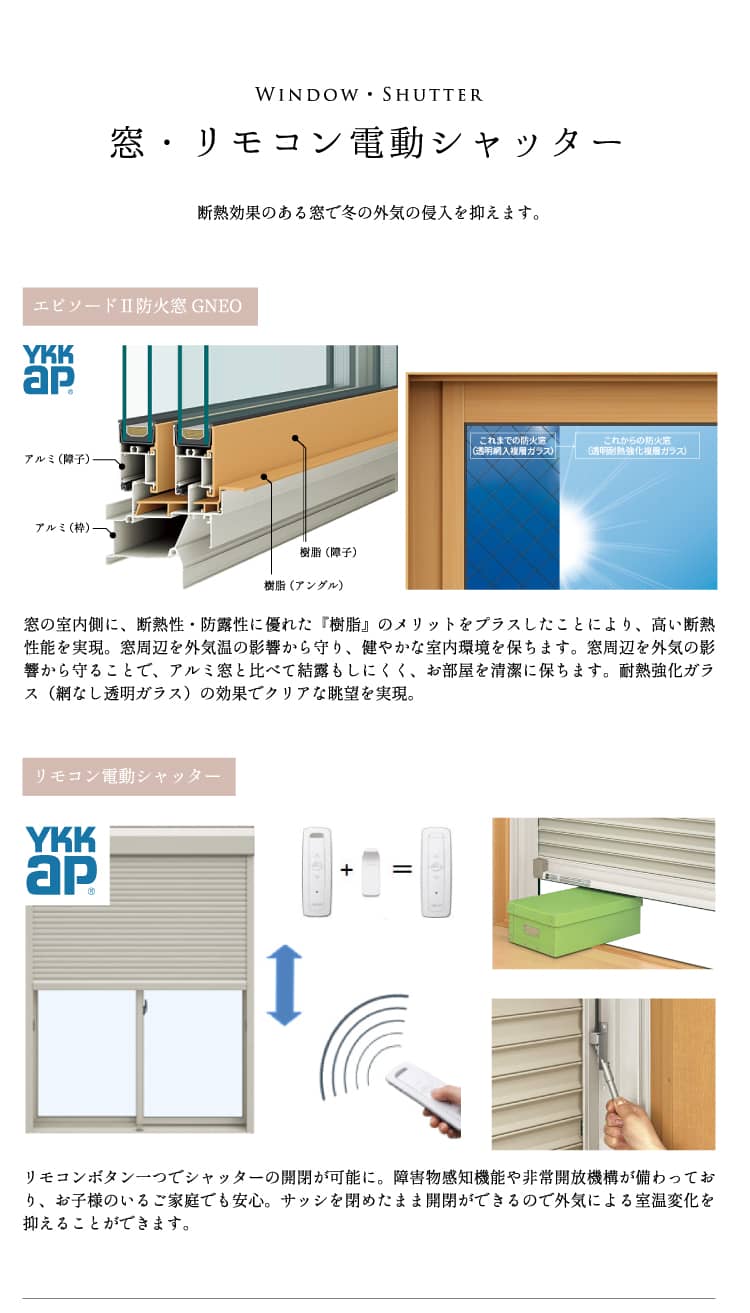 Window・Shutter
窓・リモコン電動シャッター
断熱効果のある窓で冬の外気の侵入を抑えます。
エピソードⅡ防火窓 GNEO
YKK
ap®
アルミ（障子）
アルミ（枠）
樹脂（障子）
樹脂（アングル）
これまでの防火窓
（透明網入複層ガラス）
これからの防火窓
（透明耐熱強化複層ガラス）
窓の室内側に、断熱性・防露性に優れた『樹脂』のメリットをプラスしたことにより、高い断熱
性能を実現。窓周辺を外気温の影響から守り、健やかな室内環境を保ちます。窓周辺を外気の影
響から守ることで、アルミ窓と比べて結露もしにくく、お部屋を清潔に保ちます。耐熱強化ガラ
ス（網なし透明ガラス）の効果でクリアな眺望を実現。
リモコン電動シャッター
YKK
ap®
+
=
リモコンボタン一つでシャッターの開閉が可能に。障害物感知機能や非常開放機構が備わってお
り、お子様のいるご家庭でも安心。サッシを閉めたまま開閉ができるので外気による室温変化を
抑えることができます。